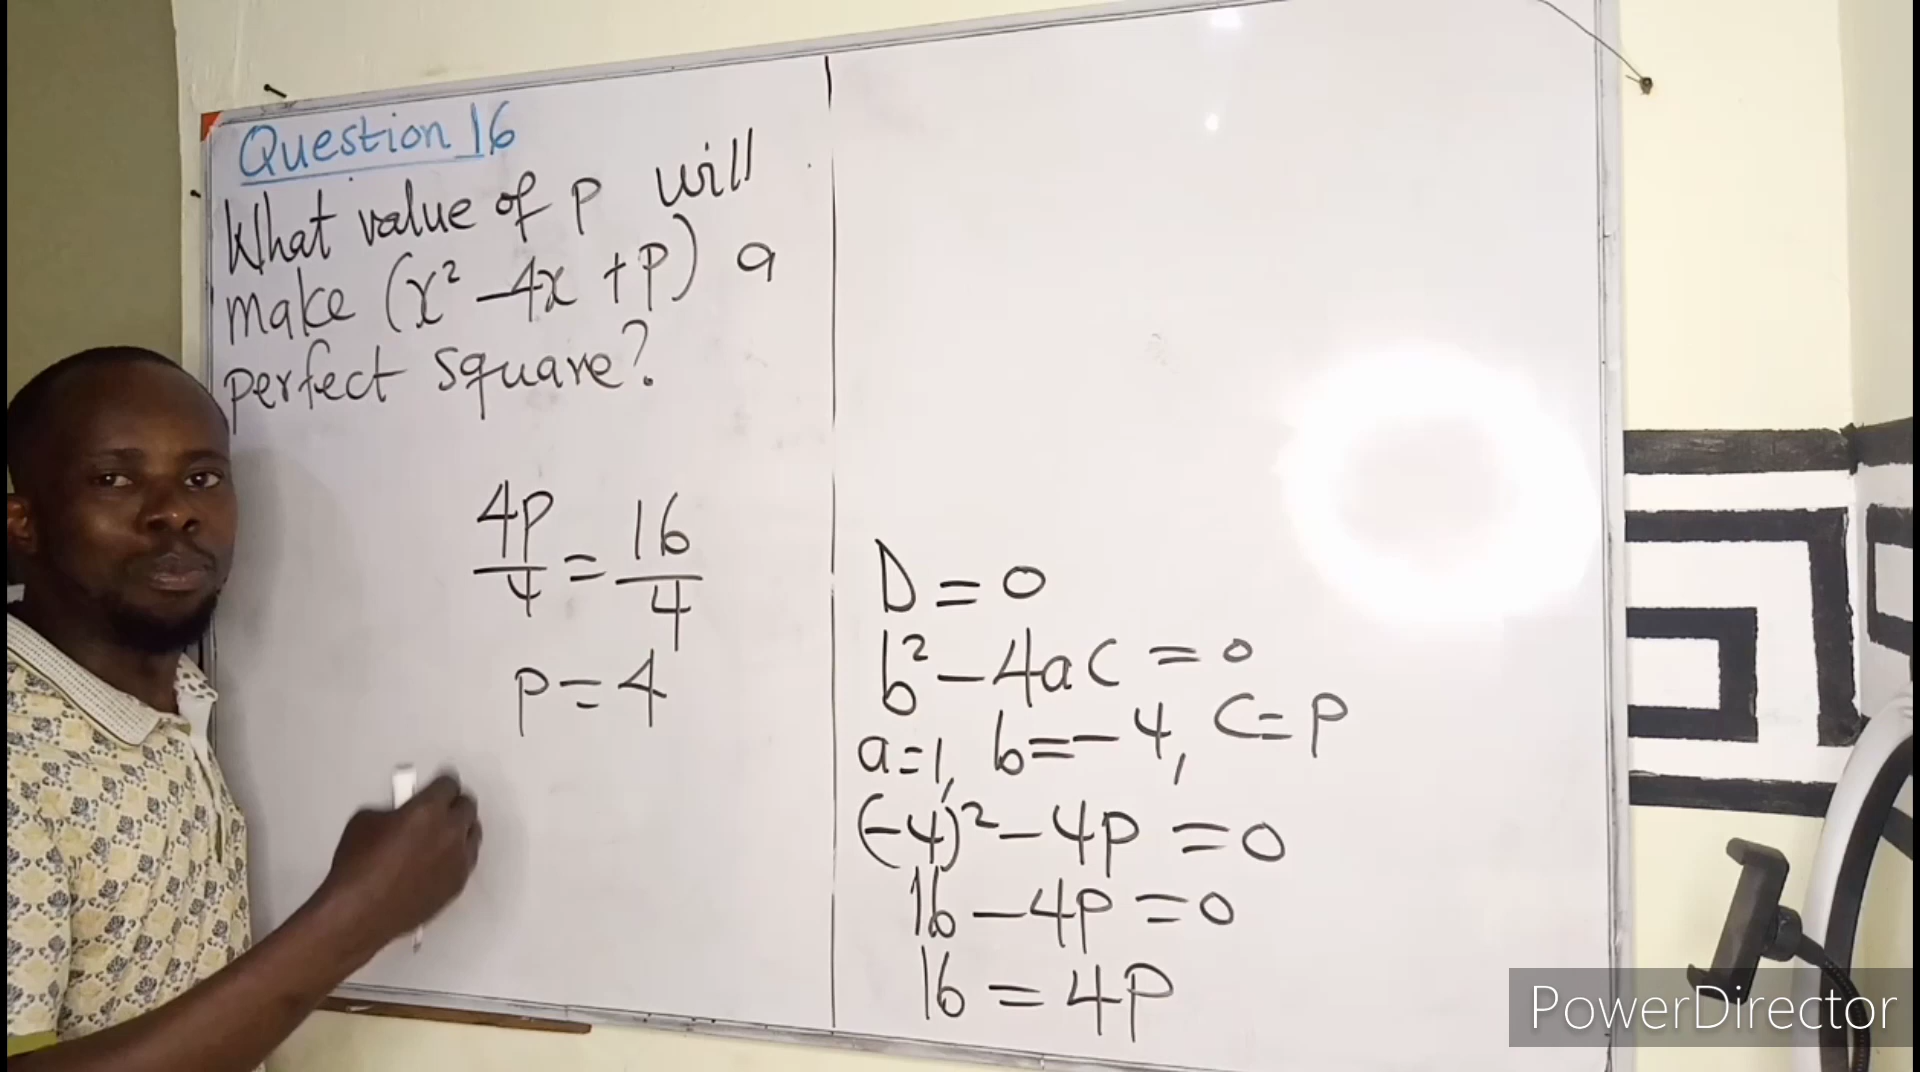 Question 16
What value of p will
make (x² - 4x + p) a
perfect square?
4p/4 = 16/4
p = 4
D = 0
b² - 4ac = 0
a=1, b=-4, c=p
(-4)² - 4p = 0
16 - 4p = 0
16 = 4p
PowerDirector